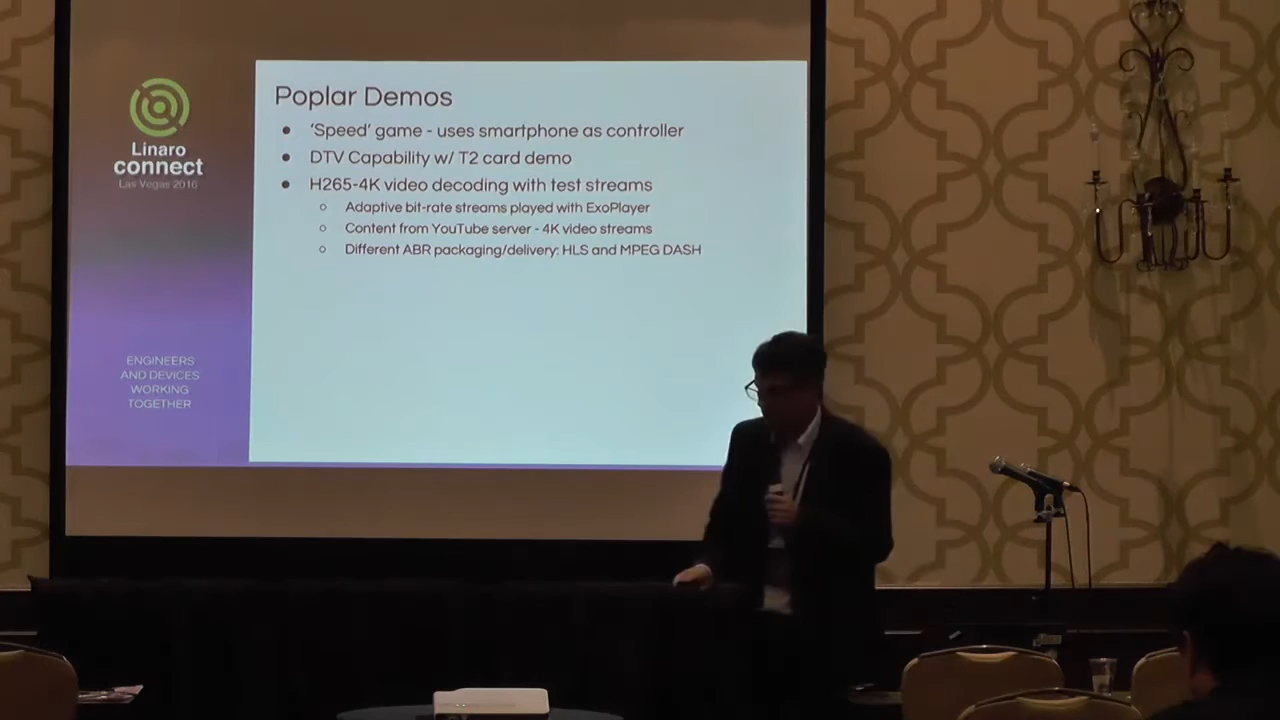 Linaro
connect
Las Vegas 2016
ENGINEERS
AND DEVICES
WORKING
TOGETHER
Poplar Demos
● 'Speed' game - uses smartphone as controller
● DTV Capability w/ T2 card demo
● H265-4K video decoding with test streams
○ Adaptive bit-rate streams played with ExoPlayer
○ Content from YouTube server - 4K video streams
○ Different ABR packaging/delivery: HLS and MPEG DASH